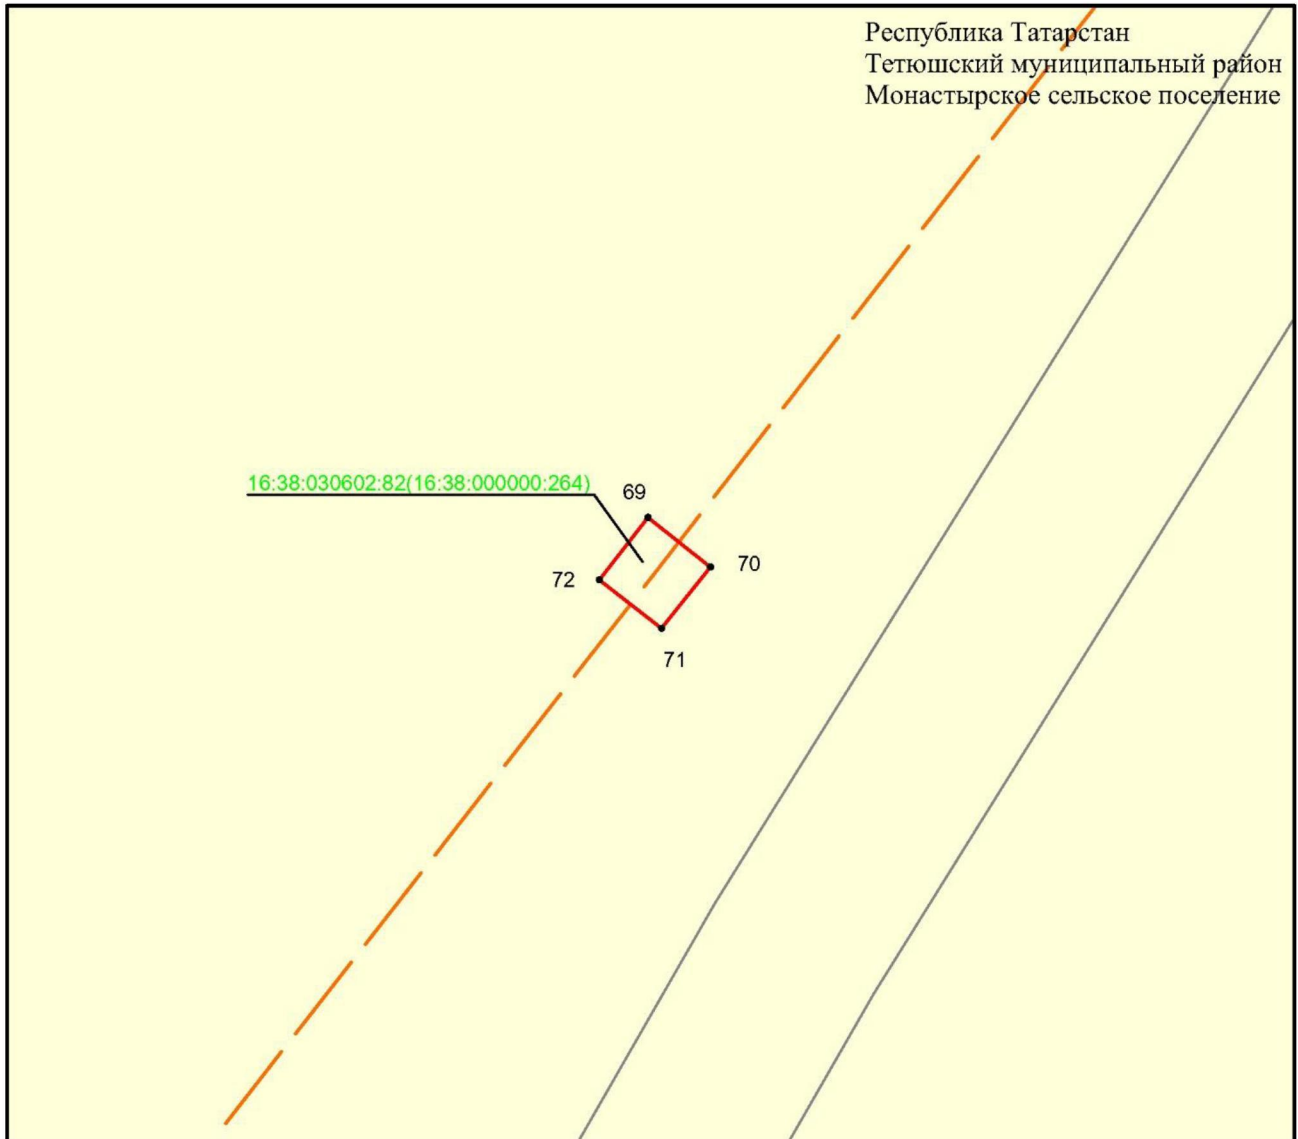 Республика Татарстан
Тетюшский муниципальный район
Монастырское сельское поселение
16:38:030602:82(16:38:000000:264)
69
70
72
71